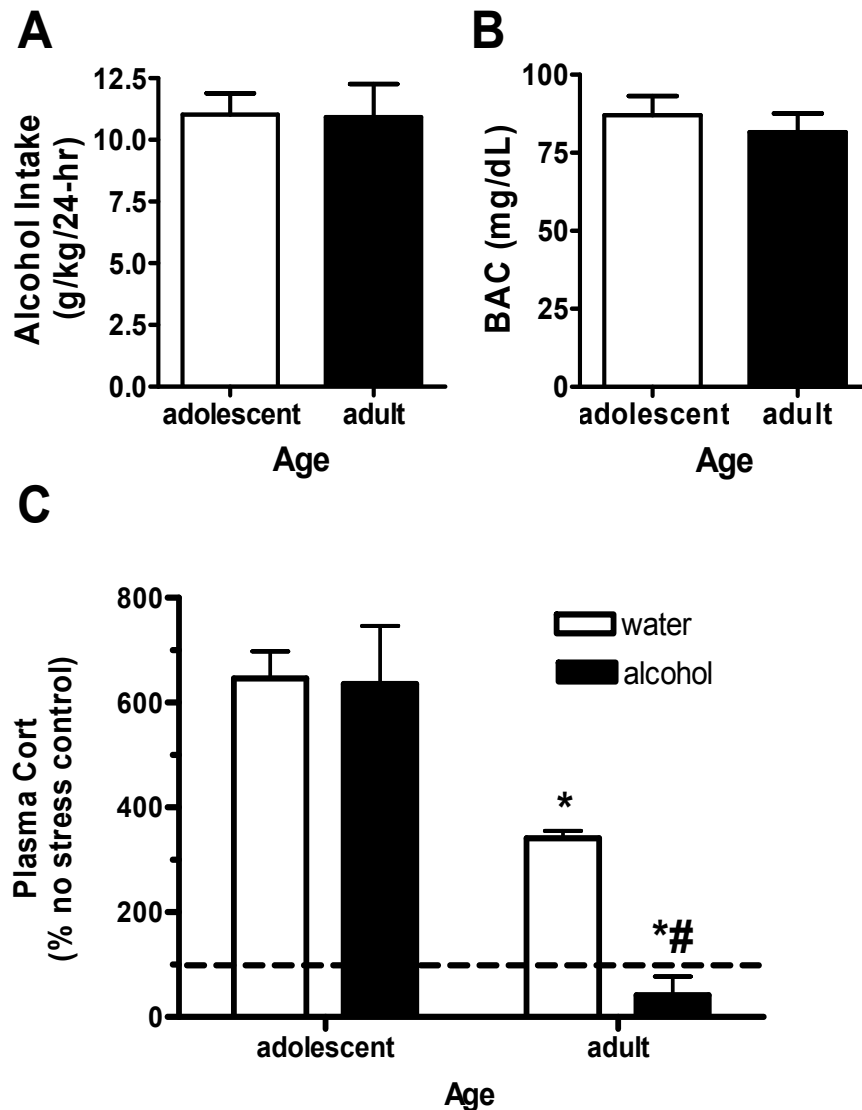 A
Alcohol Intake
(g/kg/24-hr)
12.5
10.0
7.5
5.0
2.5
0.0
adolescent
adult
Age
B
BAC (mg/dL)
100
75
50
25
0
adolescent
adult
Age
C
Plasma Cort
(% no stress control)
800
600
400
200
0
water
alcohol
*
*#
adolescent
adult
Age